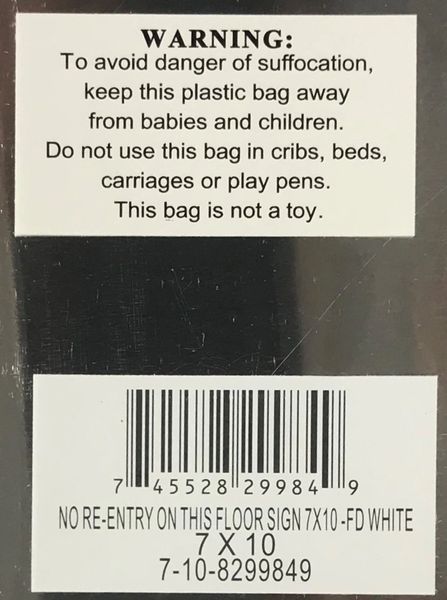 WARNING:
To avoid danger of suffocation,
keep this plastic bag away
from babies and children.
Do not use this bag in cribs, beds,
carriages or play pens.
This bag is not a toy.
7 45528 29984 9
NO RE-ENTRY ON THIS FLOOR SIGN 7X10 -FD WHITE
7 X 10
7-10-8299849